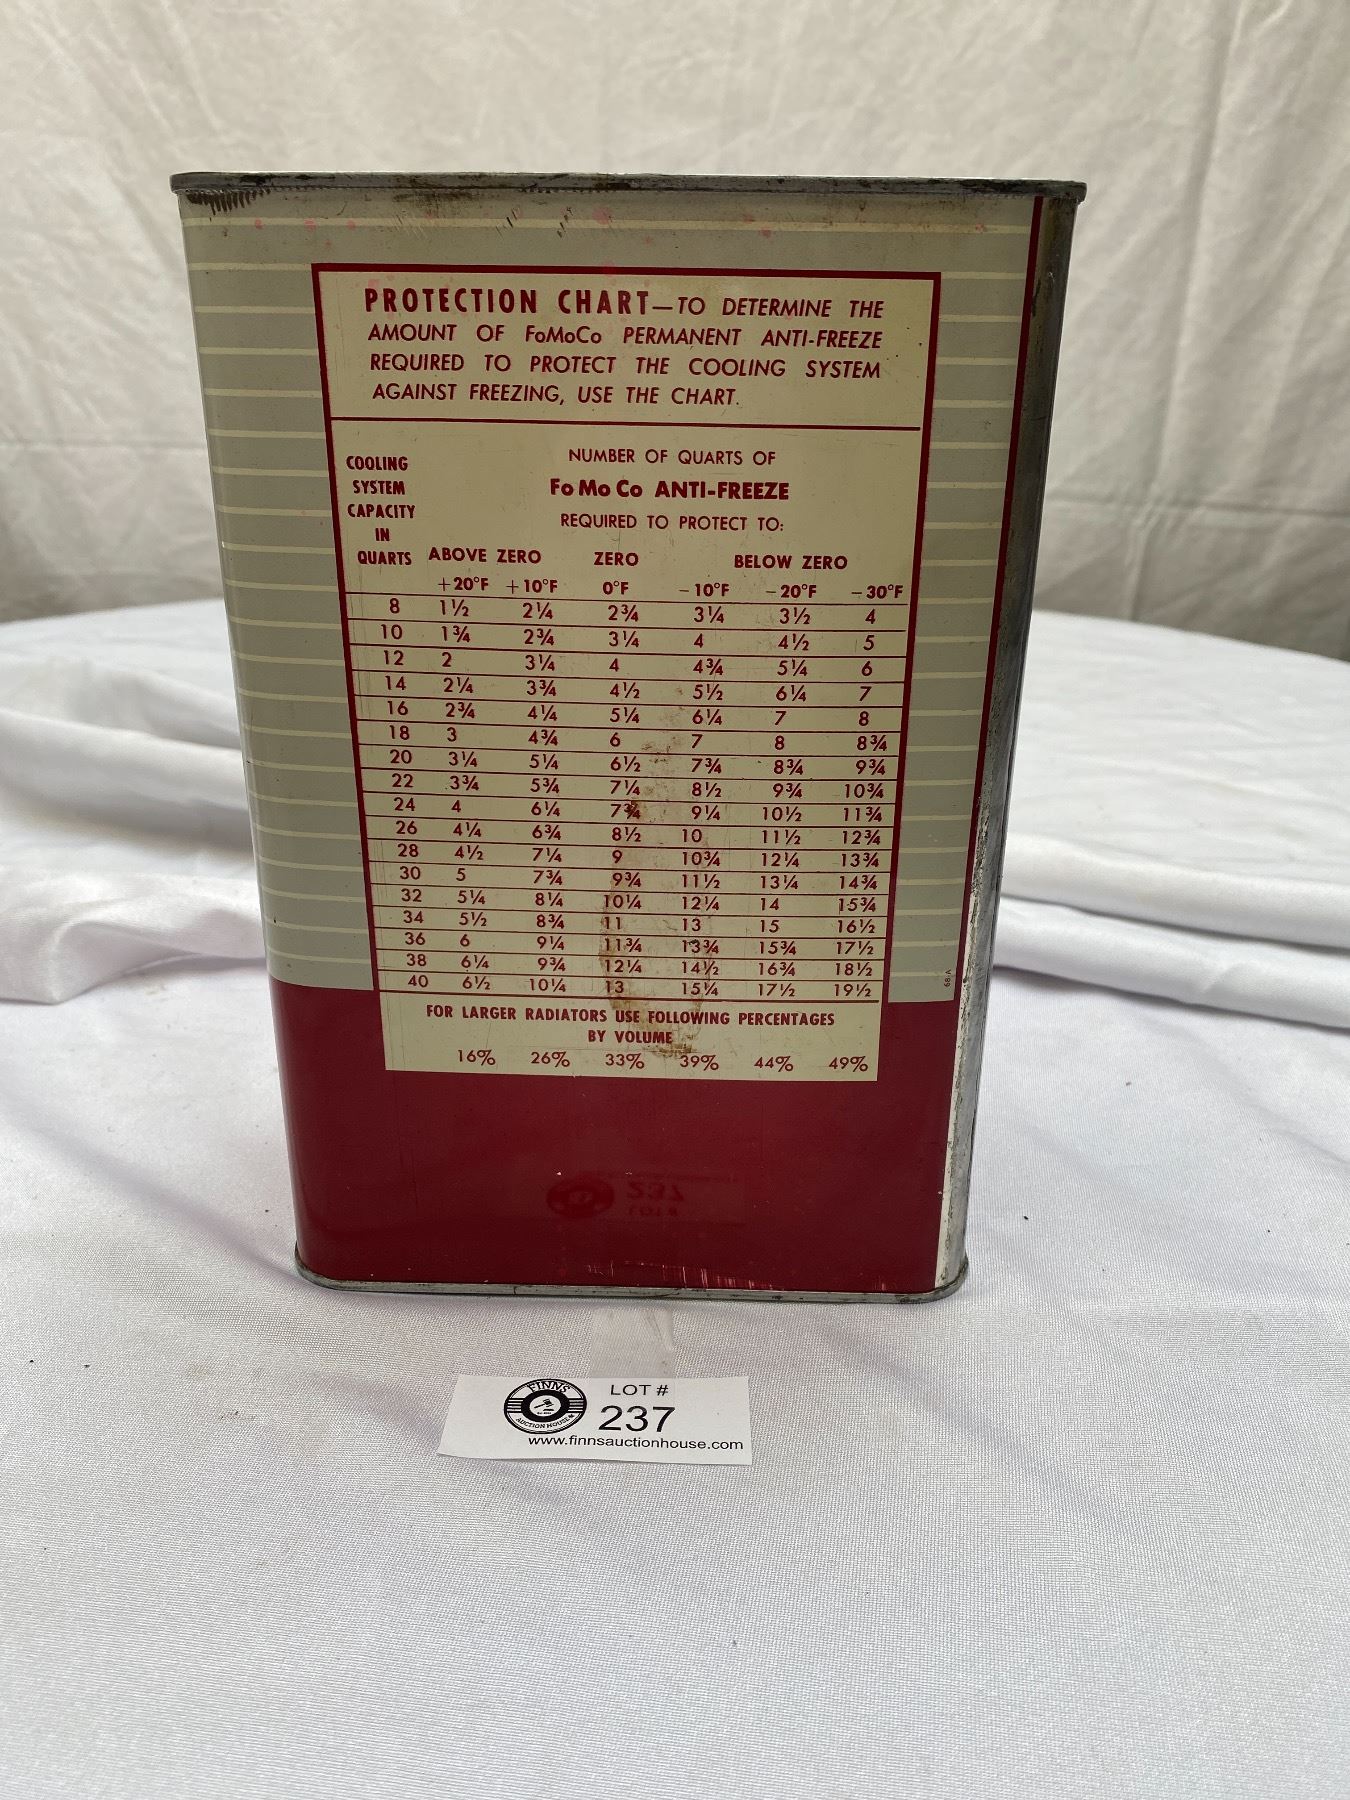 PROTECTION CHART—TO DETERMINE THE
AMOUNT OF FoMoCo PERMANENT ANTI-FREEZE
REQUIRED TO PROTECT THE COOLING SYSTEM
AGAINST FREEZING, USE THE CHART.
COOLING
SYSTEM
CAPACITY
IN
QUARTS
NUMBER OF QUARTS OF
Fo Mo Co ANTI-FREEZE
REQUIRED TO PROTECT TO:
ABOVE ZERO ZERO BELOW ZERO
+20°F +10°F 0°F -10°F -20°F -30°F
8 1½ 2¼ 2¾ 3¼ 3½ 4
10 1¾ 2¾ 3¼ 4 4½ 5
12 2 3¼ 4 4¾ 5¼ 6
14 2¼ 3¾ 4½ 5½ 6¼ 7
16 2¾ 4¼ 5¼ 6¼ 7 8
18 3 4¾ 6 7 8 8¾
20 3¼ 5¼ 6½ 7¾ 8¾ 9¾
22 3¾ 5¾ 7¼ 8½ 9¾ 10¾
24 4 6¼ 7¾ 9¼ 10½ 11¾
26 4¼ 6¾ 8½ 10 11½ 12¾
28 4½ 7¼ 9 10¾ 12¼ 13¾
30 5 7¾ 9¾ 11½ 13¼ 14¾
32 5¼ 8¼ 10¼ 12¼ 14 15¾
34 5½ 8¾ 11 13 15 16½
36 6 9¼ 11¾ 13¾ 15¾ 17½
38 6¼ 9¾ 12¼ 14½ 16¾ 18½
40 6½ 10¼ 13 15¼ 17½ 19½
FOR LARGER RADIATORS USE FOLLOWING PERCENTAGES
BY VOLUME
16% 26% 33% 39% 44% 49%
FINNS
AUCTION HOUSE
LOT #
237
www.finnsauctionhouse.com